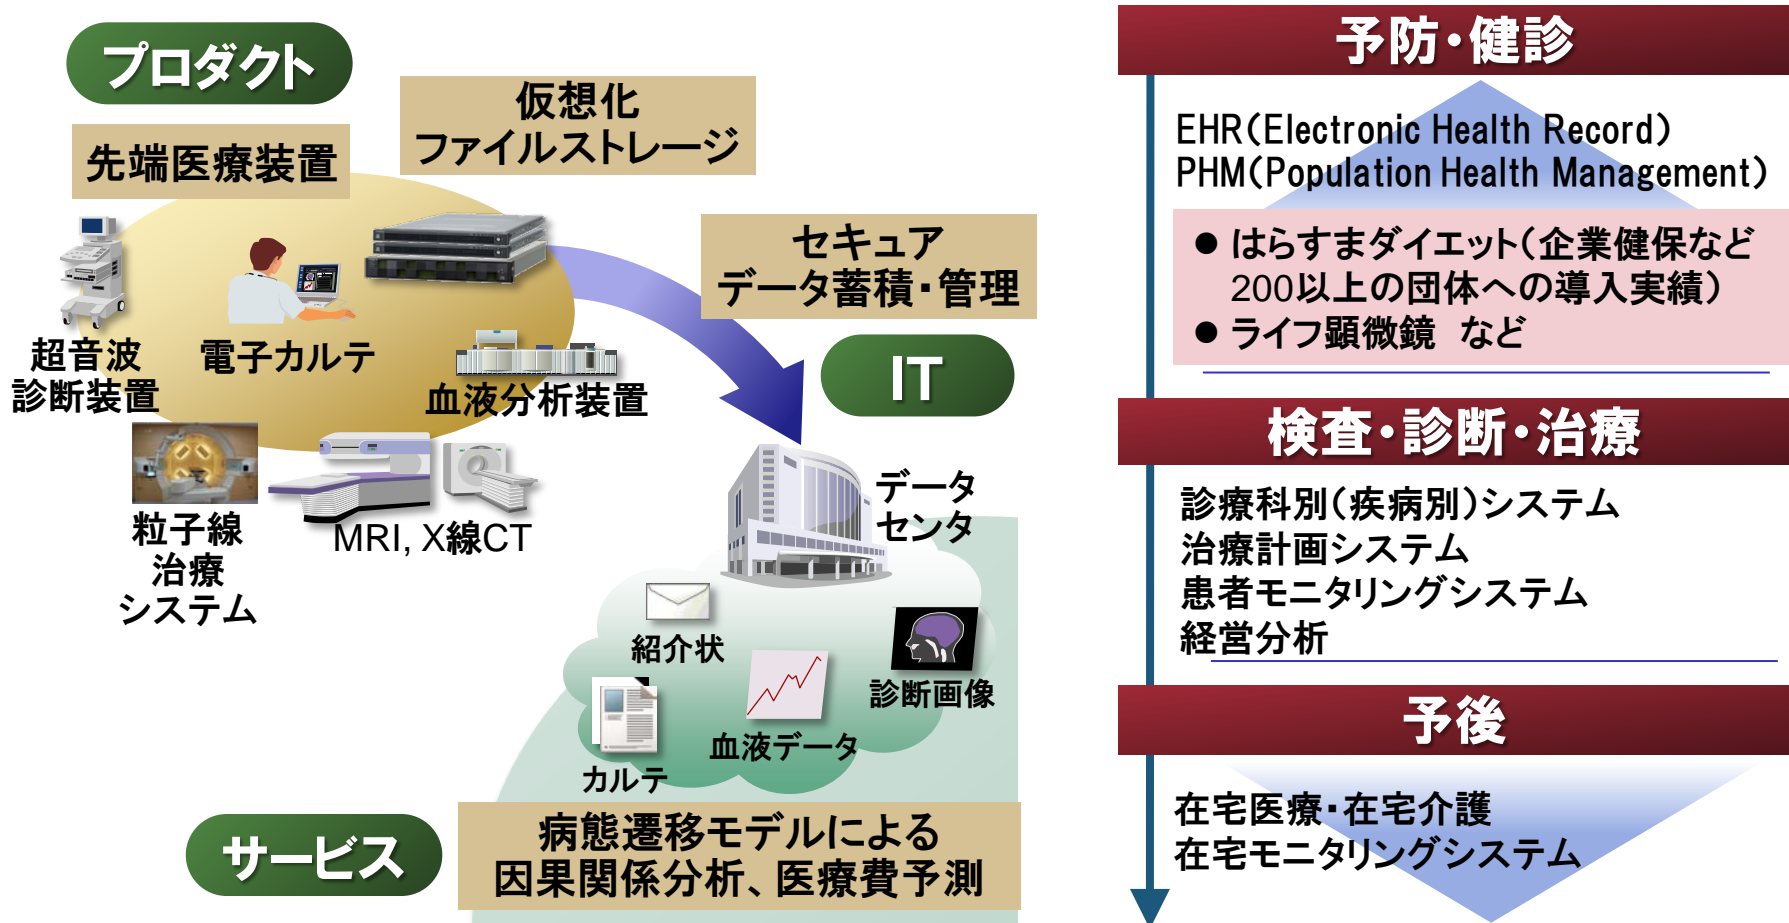 プロダクト
先端医療装置
仮想化
ファイルストレージ
超音波
診断装置
電子カルテ
血液分析装置
粒子線
治療
システム
MRI, X線CT
セキュア
データ蓄積・管理
IT
データ
センタ
紹介状
診断画像
血液データ
カルテ
サービス
病態遷移モデルによる
因果関係分析、医療費予測
予防・健診
EHR(Electronic Health Record)
PHM(Population Health Management)
● はらすまダイエット(企業健保など
200以上の団体への導入実績)
● ライフ顕微鏡 など
検査・診断・治療
診療科別(疾病別)システム
治療計画システム
患者モニタリングシステム
経営分析
予後
在宅医療・在宅介護
在宅モニタリングシステム